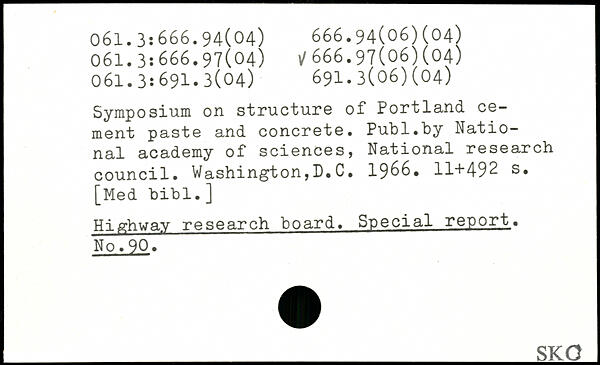 061.3:666.94(04) 666.94(06)(04)
061.3:666.97(04) √ 666.97(06)(04)
061.3:691.3(04) 691.3(06)(04)
Symposium on structure of Portland ce-
ment paste and concrete. Publ.by Natio-
nal academy of sciences, National research
council. Washington,D.C. 1966. 11+492 s.
[Med bibl.]
Highway research board. Special report.
No.90.
SKC